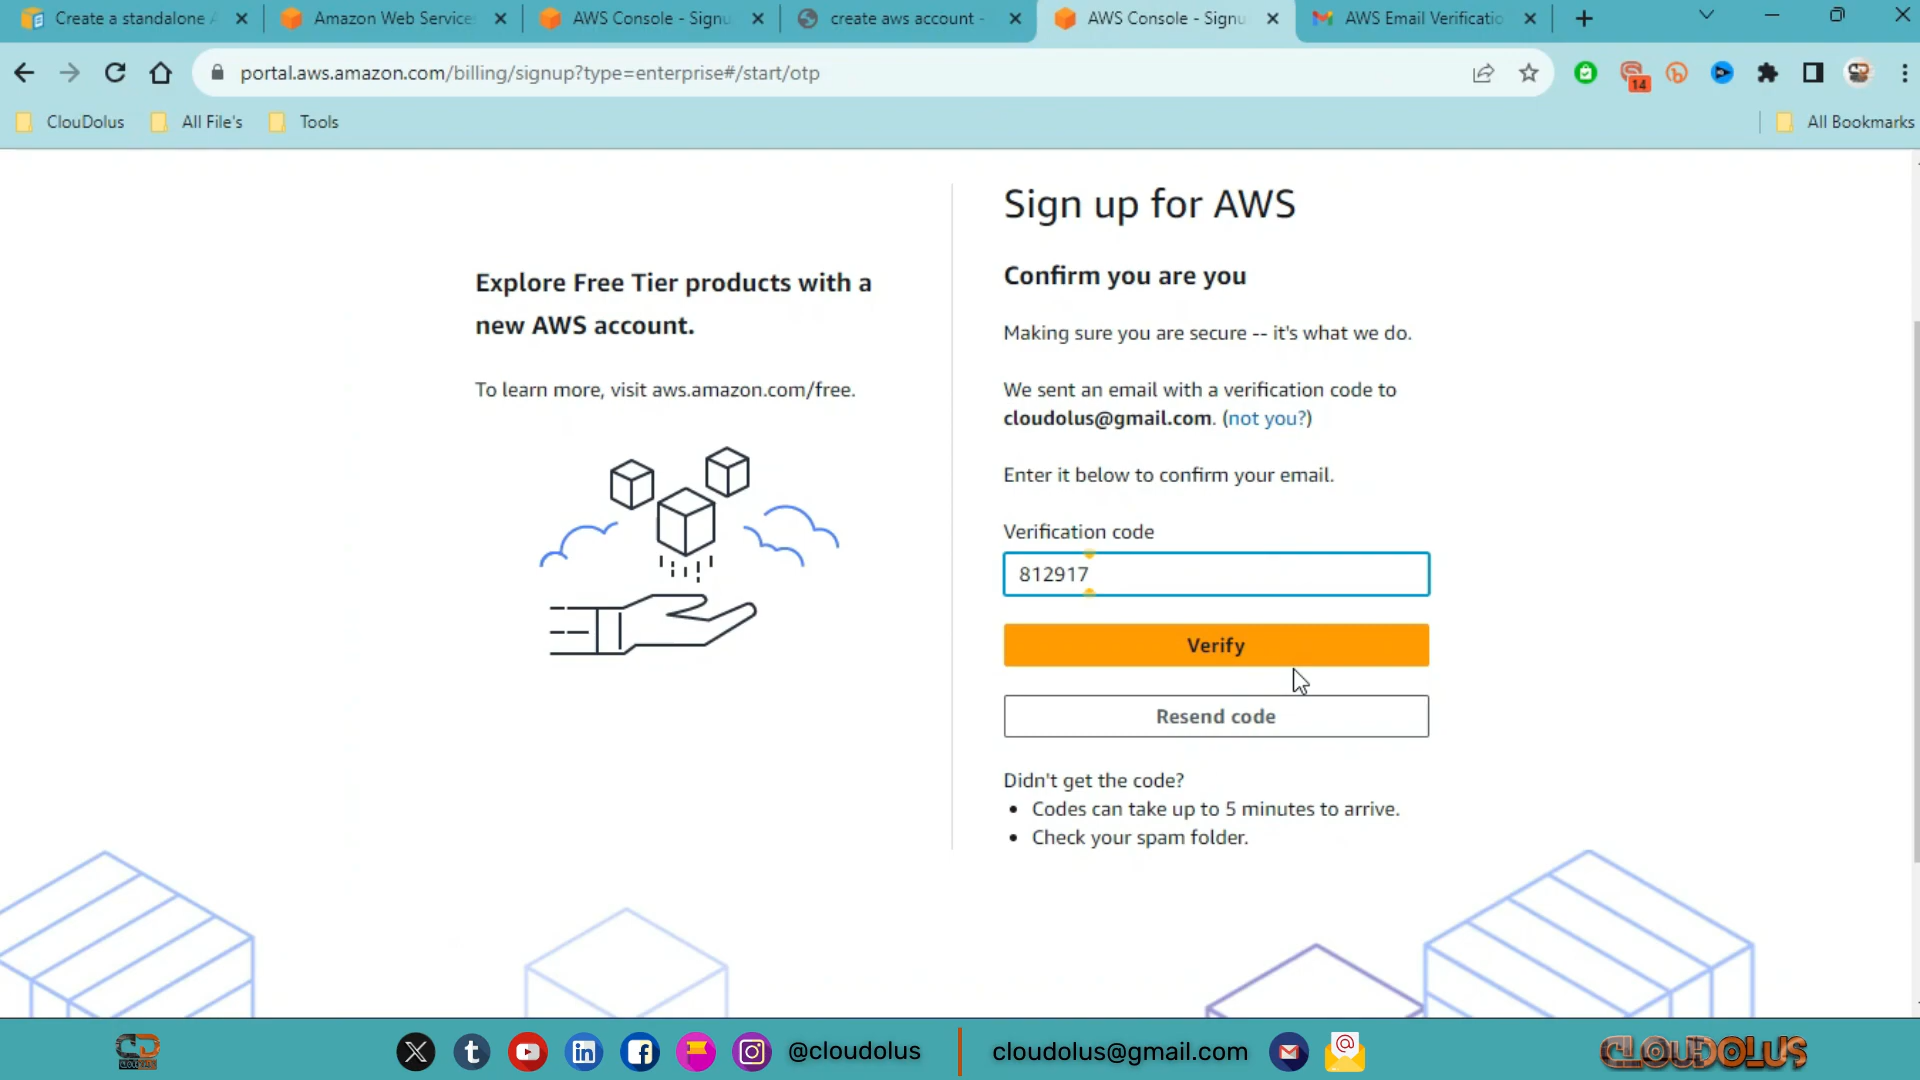 Create a standalone A
Amazon Web Services
AWS Console - Signu
create aws account -
AWS Console - Signu
AWS Email Verificatio
portal.aws.amazon.com/billing/signup?type=enterprise#/start/otp
14
ClouDolus
All File's
Tools
All Bookmarks
Explore Free Tier products with a
new AWS account.
To learn more, visit aws.amazon.com/free.
Sign up for AWS
Confirm you are you
Making sure you are secure -- it's what we do.
We sent an email with a verification code to
cloudolus@gmail.com. (not you?)
Enter it below to confirm your email.
Verification code
812917
Verify
Resend code
Didn't get the code?
• Codes can take up to 5 minutes to arrive.
• Check your spam folder.
@cloudolus
cloudolus@gmail.com
CLOUDOLUS